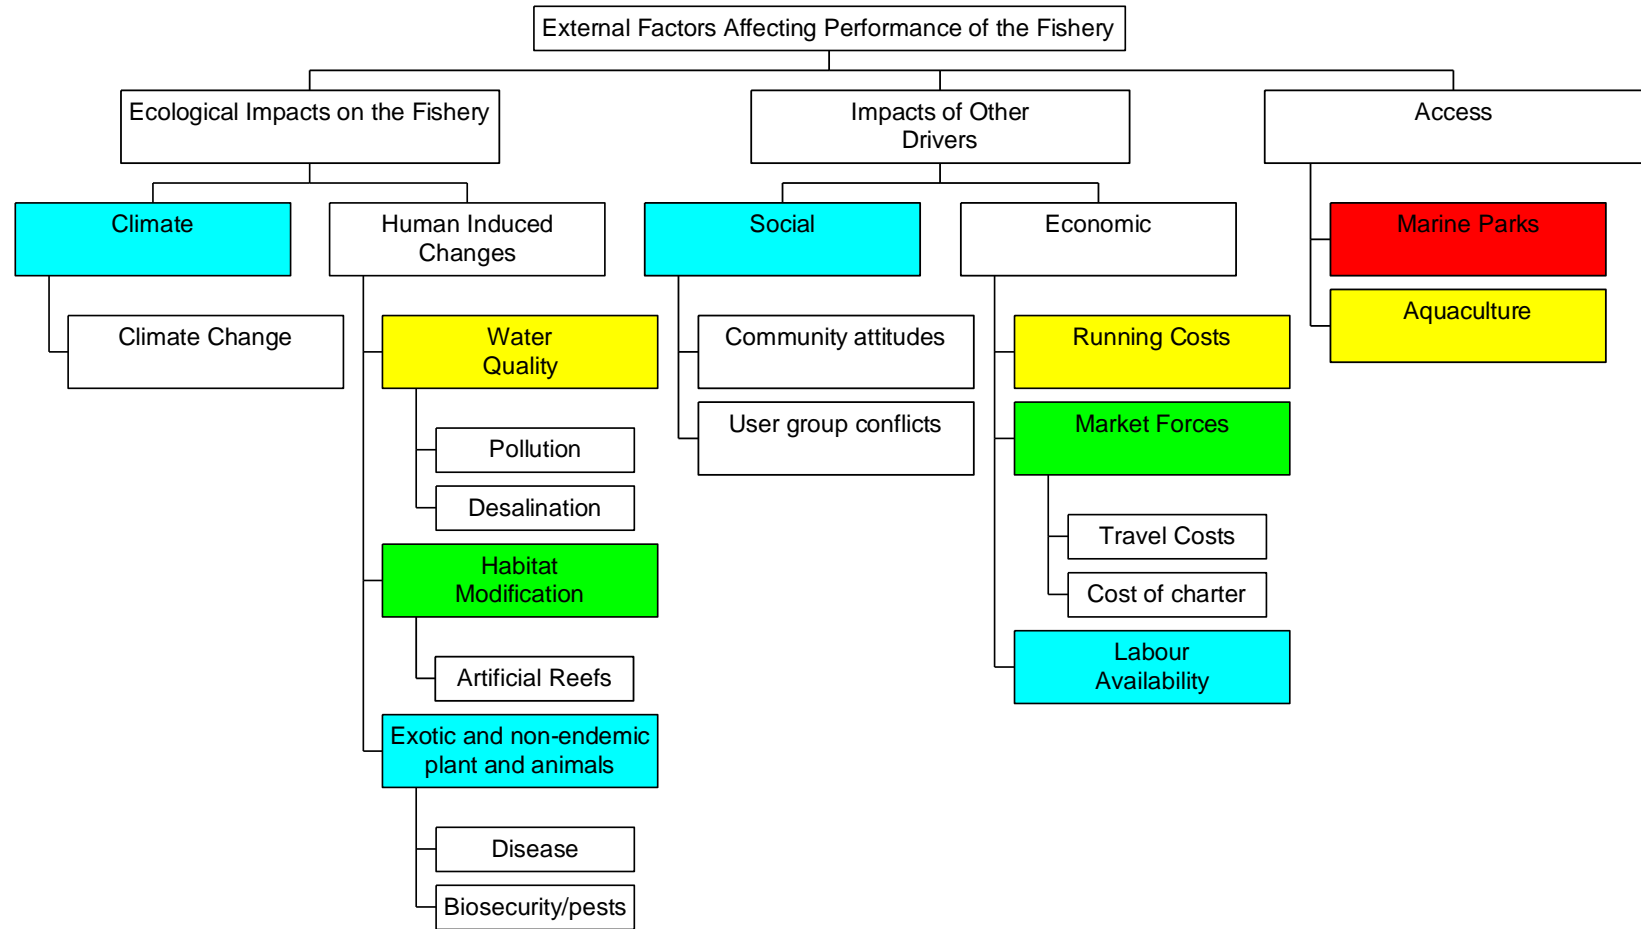 External Factors Affecting Performance of the Fishery
Ecological Impacts on the Fishery
Impacts of Other
Drivers
Access
Climate
Human Induced
Changes
Social
Economic
Marine Parks
Climate Change
Water
Quality
Community attitudes
Running Costs
Aquaculture
Pollution
User group conflicts
Market Forces
Desalination
Travel Costs
Habitat
Modification
Cost of charter
Artificial Reefs
Labour
Availability
Exotic and non-endemic
plant and animals
Disease
Biosecurity/pests